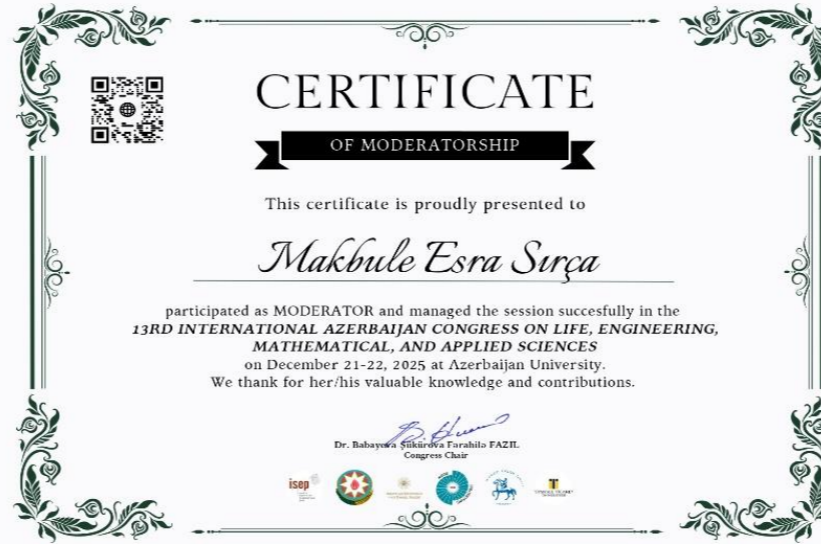 CERTIFICATE
OF MODERATORSHIP
This certificate is proudly presented to
Makbule Esra Sırça
participated as MODERATOR and managed the session succesfully in the
13RD INTERNATIONAL AZERBAIJAN CONGRESS ON LIFE, ENGINEERING,
MATHEMATICAL, AND APPLIED SCIENCES
on December 21-22, 2025 at Azerbaijan University.
We thank for her/his valuable knowledge and contributions.
Dr. Babayeva Şükürova Farahila FAZIL
Congress Chair
isep